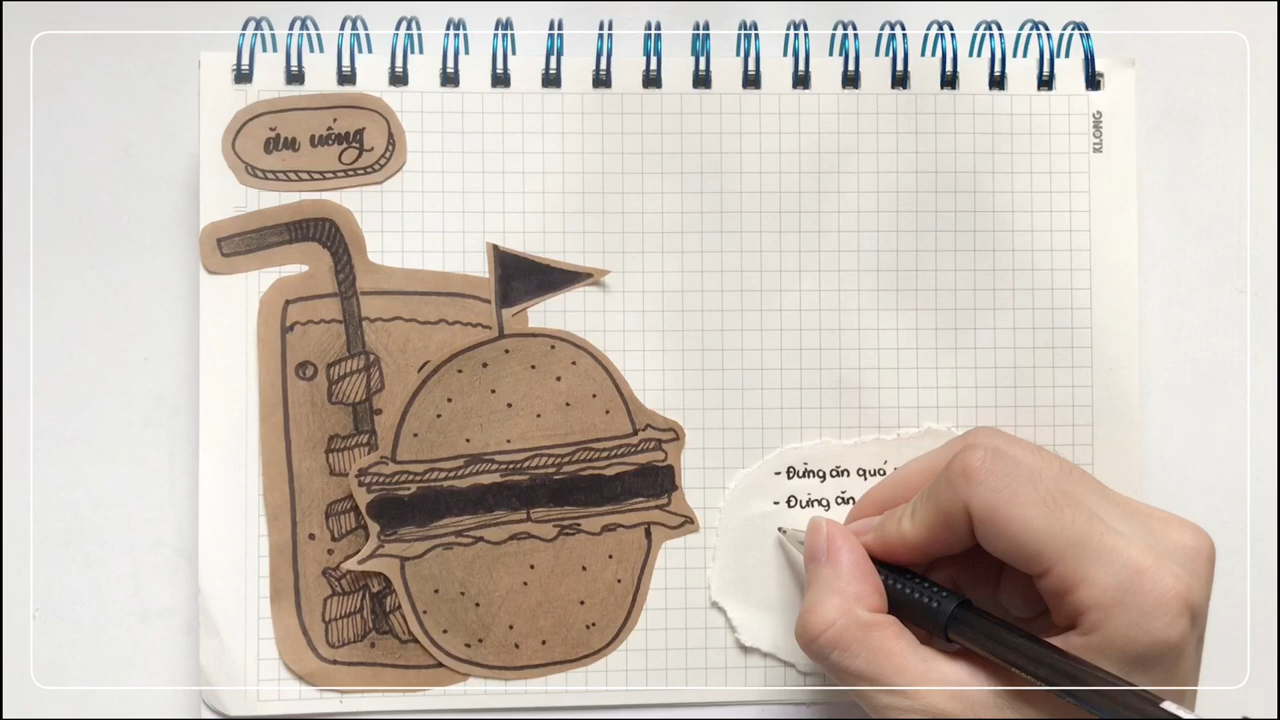 ăn uống
KLONG
- Đừng ăn quá
- Đừng ăn